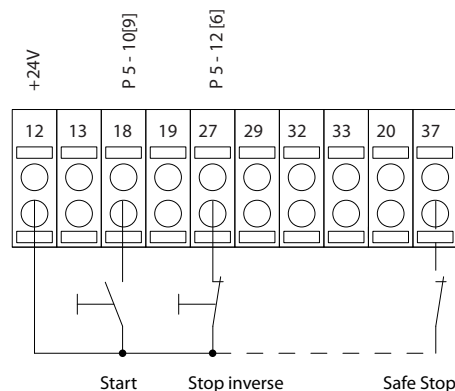 +24V
P 5 - 10[9]
P 5 - 12 [6]
12 13 18 19 27 29 32 33 20 37
Start Stop inverse Safe Stop